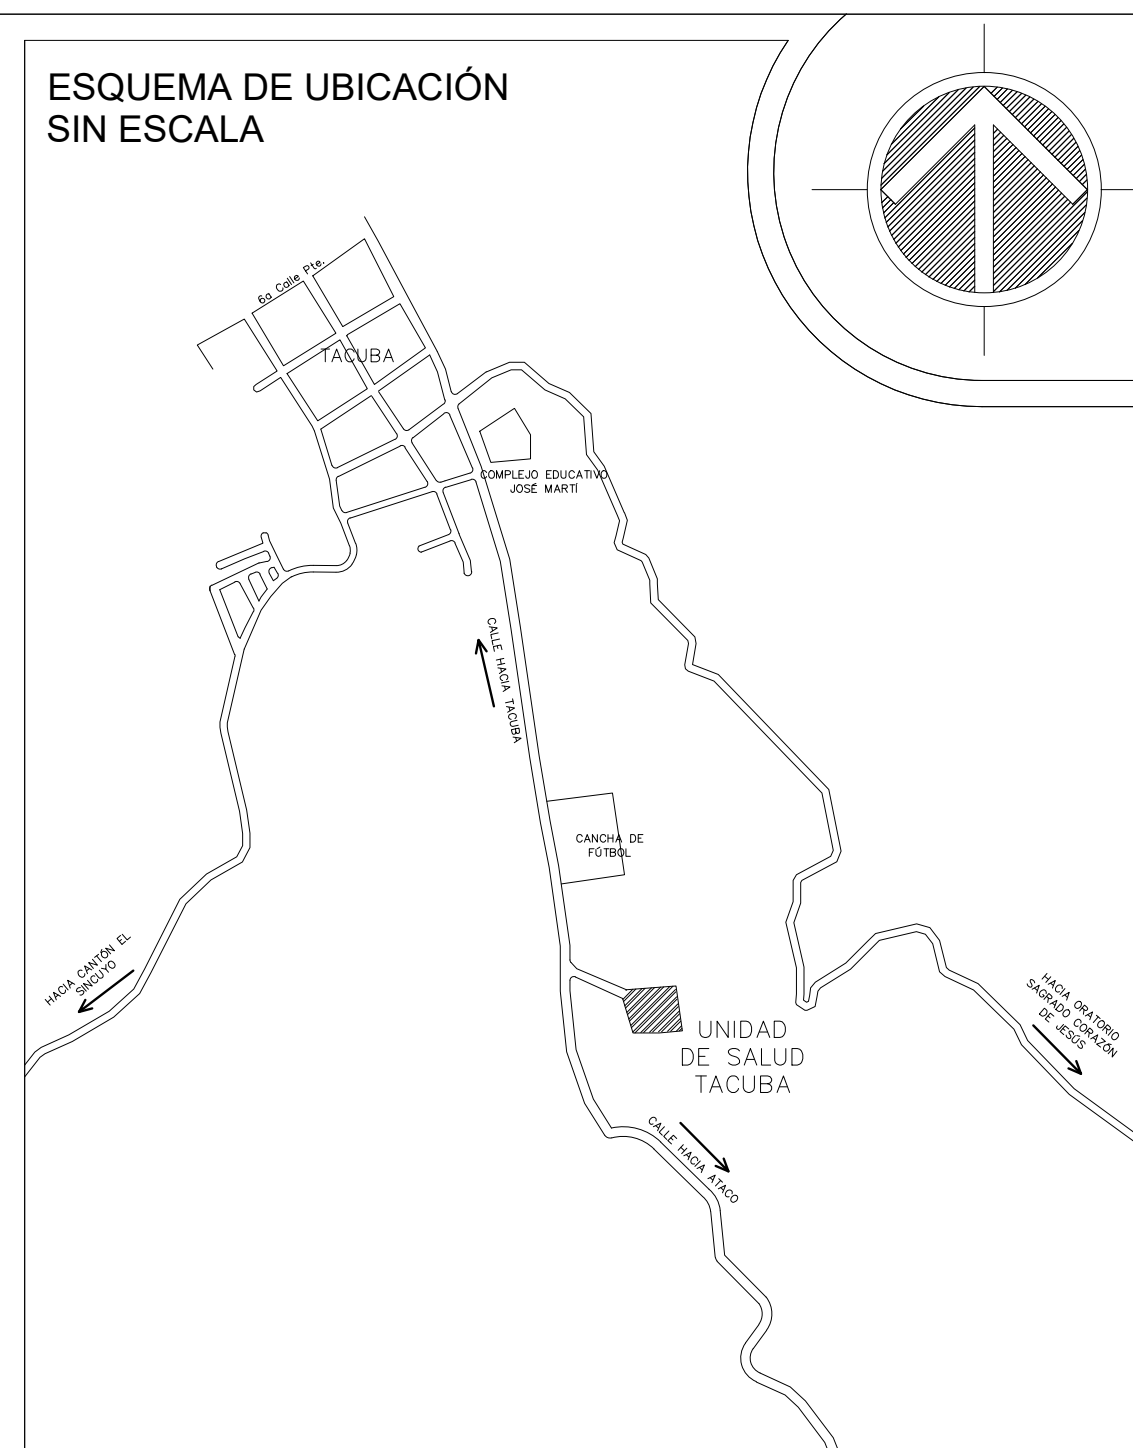 ESQUEMA DE UBICACIÓN
SIN ESCALA
6a Calle Pte.
TACUBA
COMPLEJO EDUCATIVO
JOSÉ MARTÍ
CALLE HACIA TACUBA
CANCHA DE
FÚTBOL
HACIA CANTÓN EL
SINCUYO
HACIA ORATORIO
SAGRADO CORAZÓN
DE JESÚS
UNIDAD
DE SALUD
TACUBA
CALLE HACIA ATACO